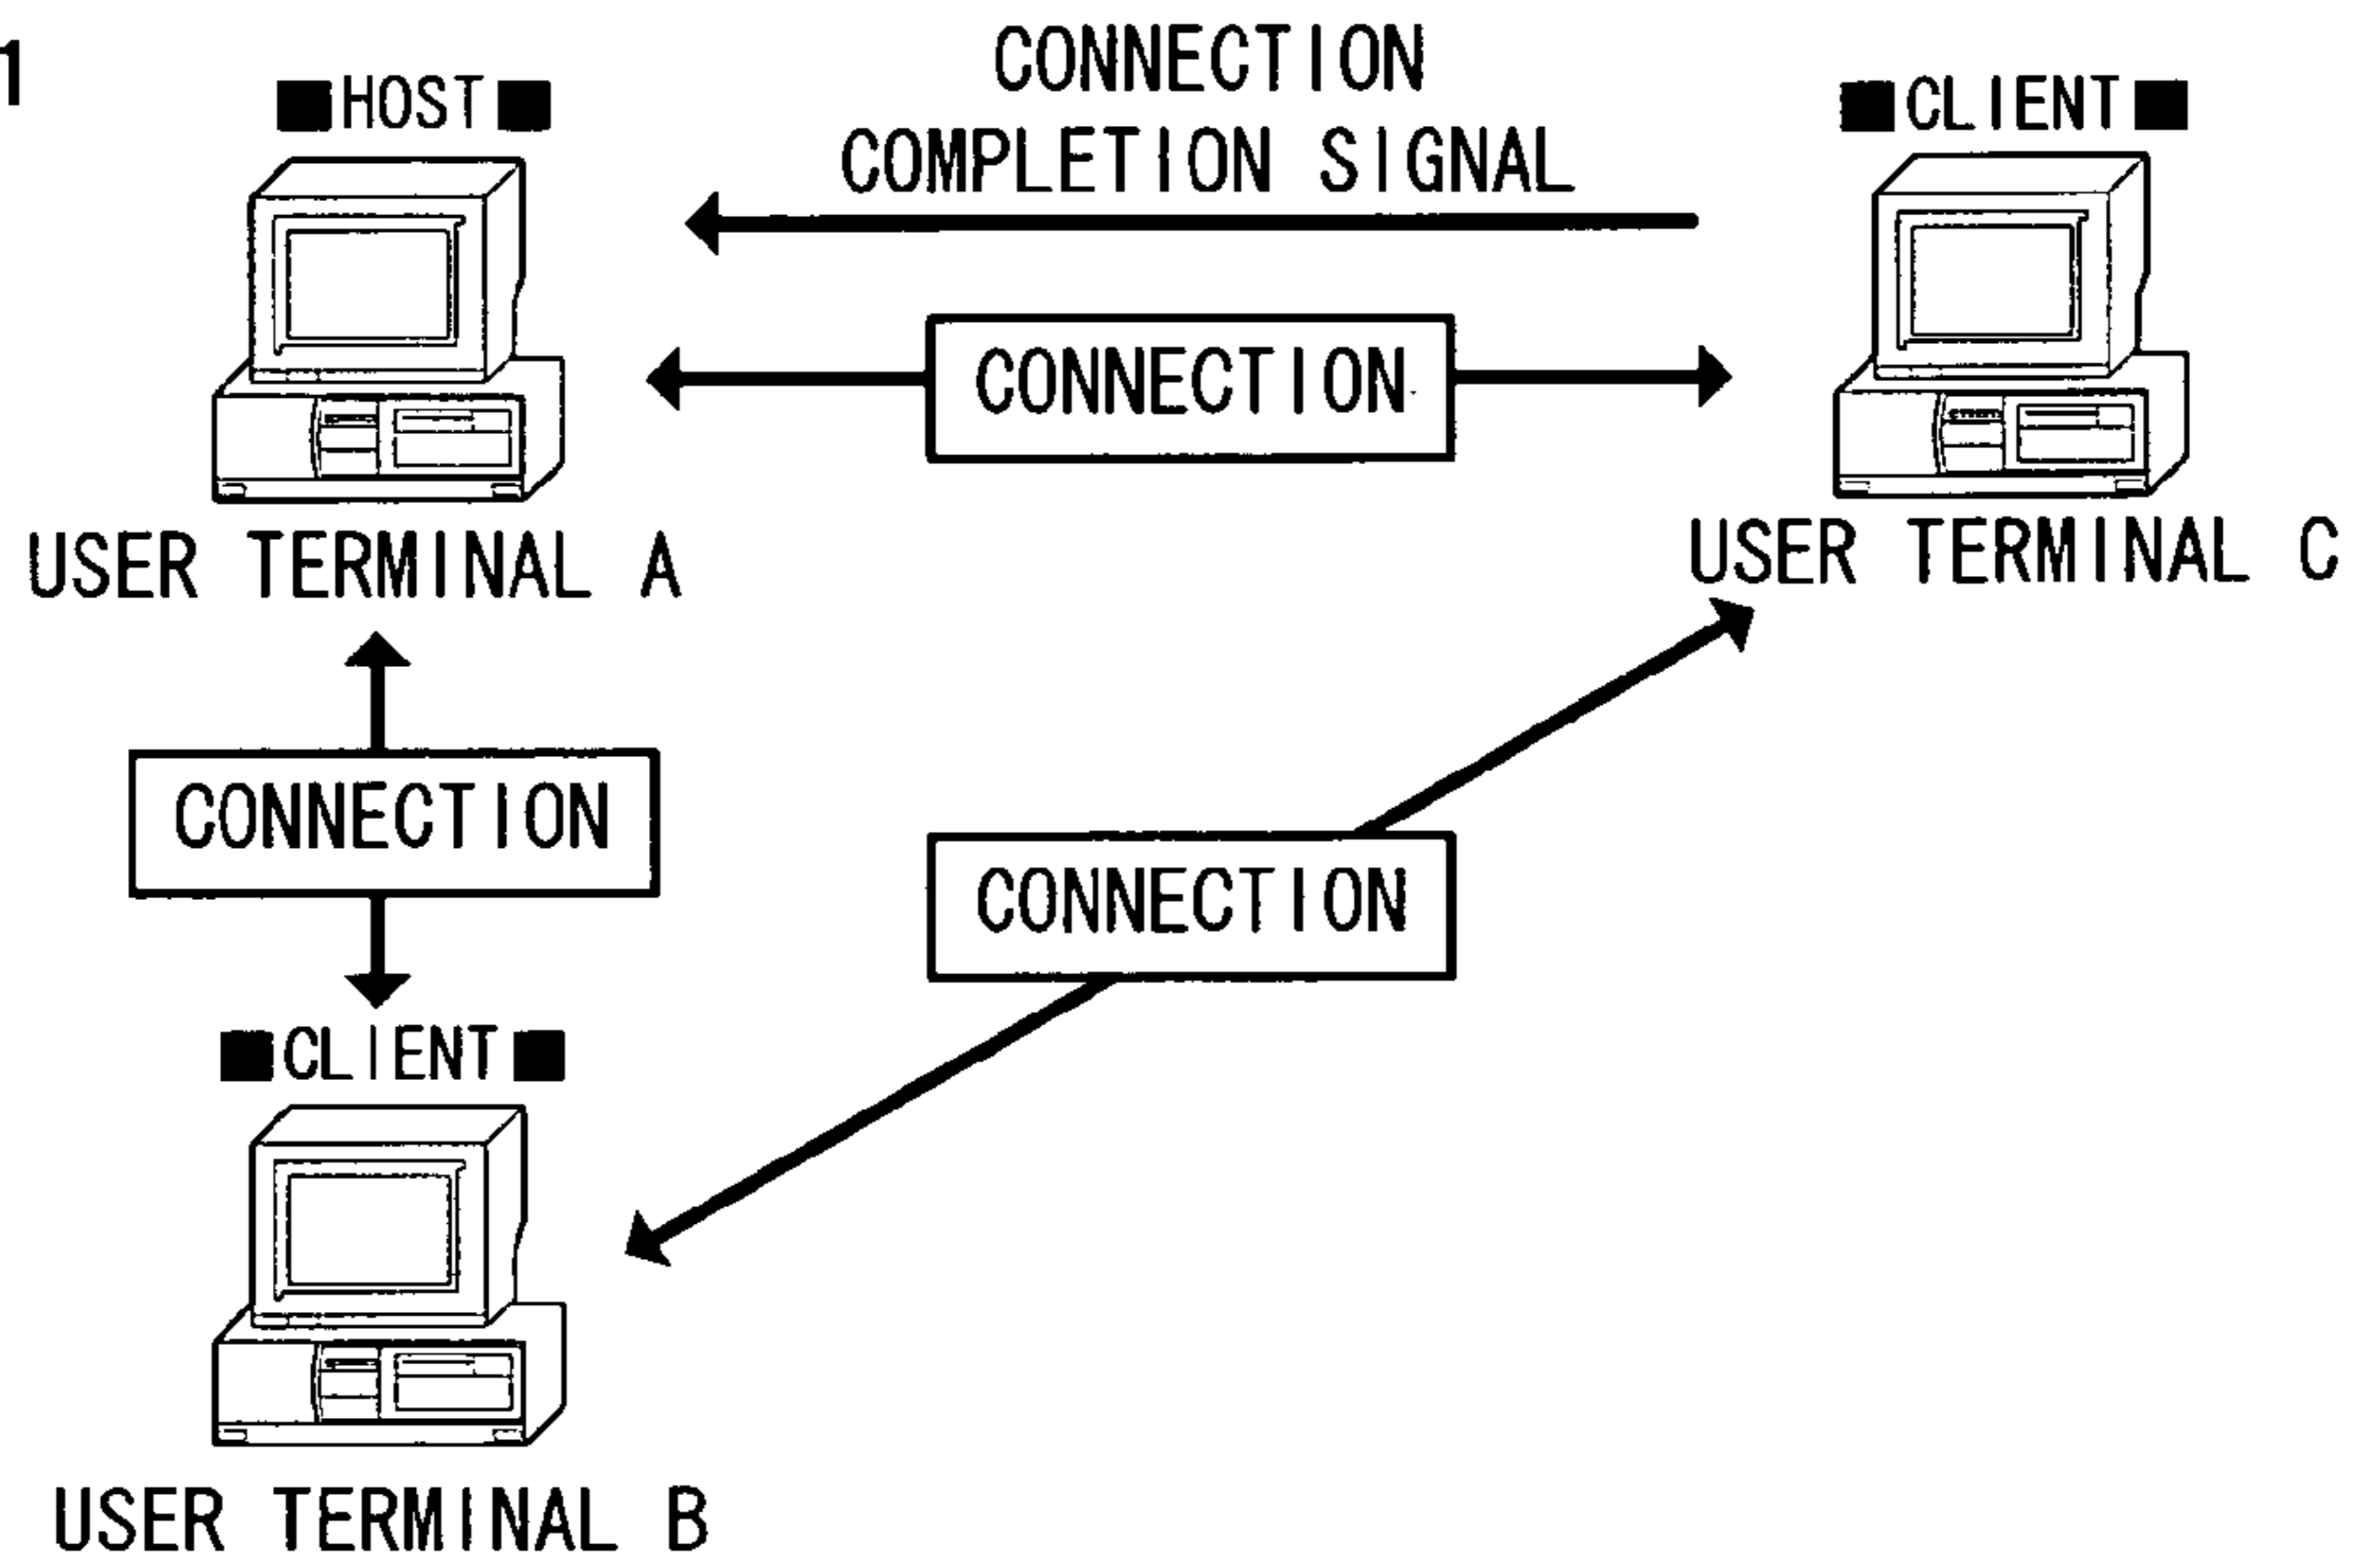 1
■HOST■
CONNECTION
COMPLETION SIGNAL
■CLIENT■
CONNECTION
USER TERMINAL A
USER TERMINAL C
CONNECTION
CONNECTION
■CLIENT■
USER TERMINAL B